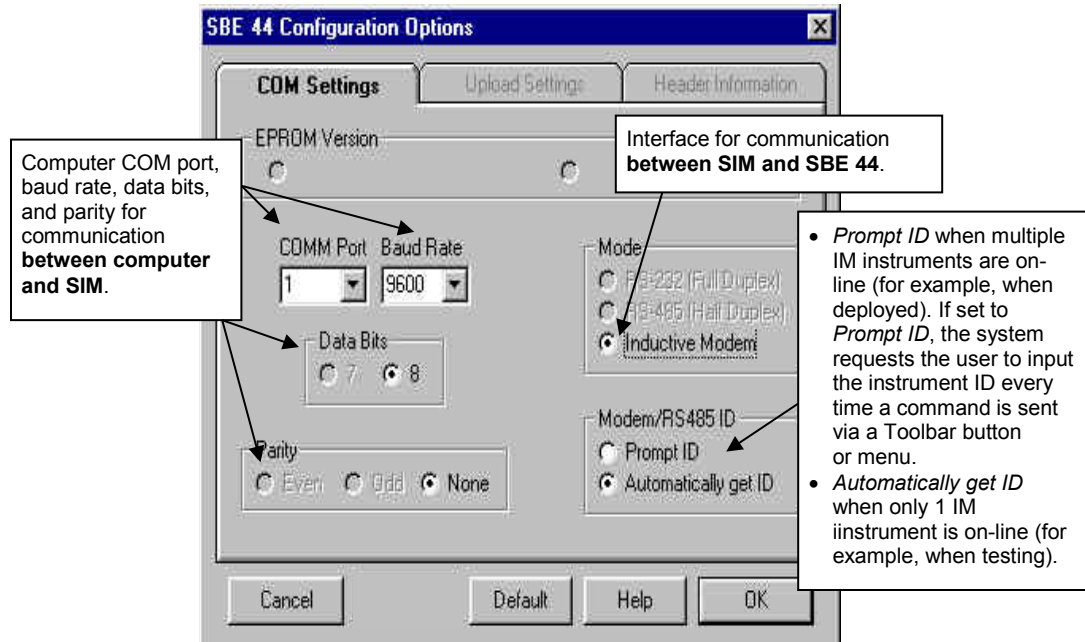 SBE 44 Configuration Options
COM Settings
Upload Settings
Header Information
EPROM Version
Computer COM port,
baud rate, data bits,
and parity for
communication
between computer
and SIM.
Interface for communication
between SIM and SBE 44.
COMM Port
Baud Rate
1
9600
Data Bits
7
8
Parity
Even
Odd
None
Mode
RS-232 (Full Duplex)
RS-485 (Half Duplex)
Inductive Modem
Modem/RS485 ID
Prompt ID
Automatically get ID
• Prompt ID when multiple
IM instruments are on-
line (for example, when
deployed). If set to
Prompt ID, the system
requests the user to input
the instrument ID every
time a command is sent
via a Toolbar button
or menu.
• Automatically get ID
when only 1 IM
iinstrument is on-line (for
example, when testing).
Cancel
Default
Help
OK